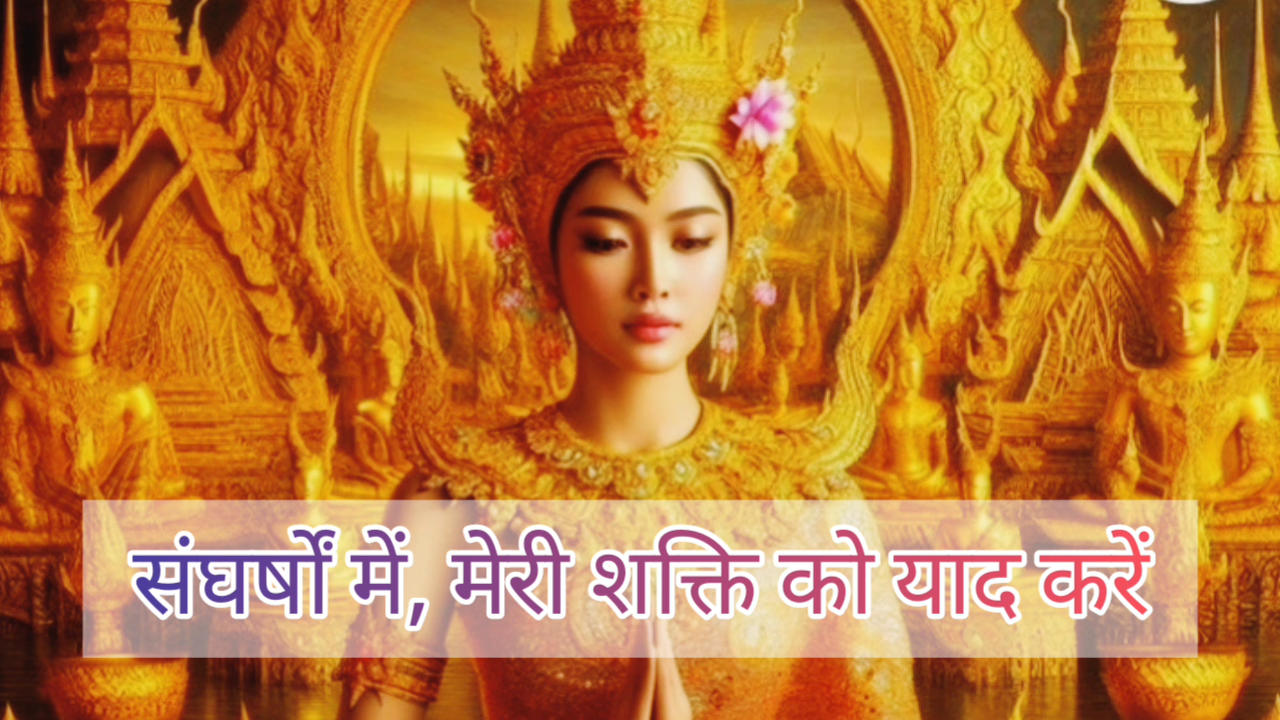 संघर्षों में, मेरी शक्ति को याद करें